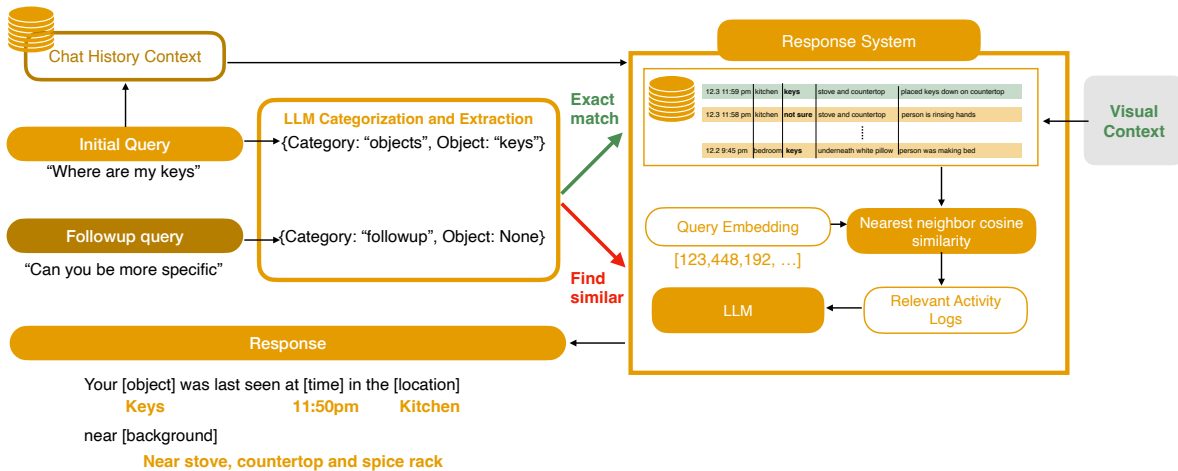 Chat History Context
Initial Query
“Where are my keys”
Followup query
“Can you be more specific”
LLM Categorization and Extraction
{Category: “objects”, Object: “keys”}
{Category: “followup”, Object: None}
Exact
match
Find
similar
Response System
12.3 11:59 pm kitchen keys stove and countertop placed keys down on countertop
12.3 11:58 pm kitchen not sure stove and countertop person is rinsing hands
12.2 9:45 pm bedroom keys underneath white pillow person was making bed
Visual
Context
Query Embedding
[123,448,192, …]
Nearest neighbor cosine
similarity
LLM
Relevant Activity
Logs
Response
Your [object] was last seen at [time] in the [location]
Keys 11:50pm Kitchen
near [background]
Near stove, countertop and spice rack